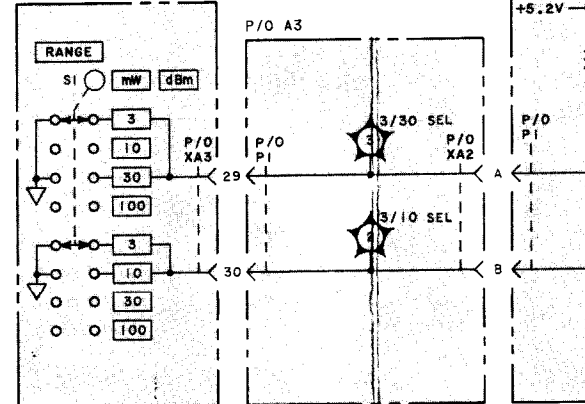 +5.2V
P/O A3
RANGE
S1 mW dBm
3
10
30
100
3
10
30
100
P/O
XA3
29
30
P/O
P1
3/30 SEL
3
3/10 SEL
2
P/O
XA2
A
B
P/O
P1